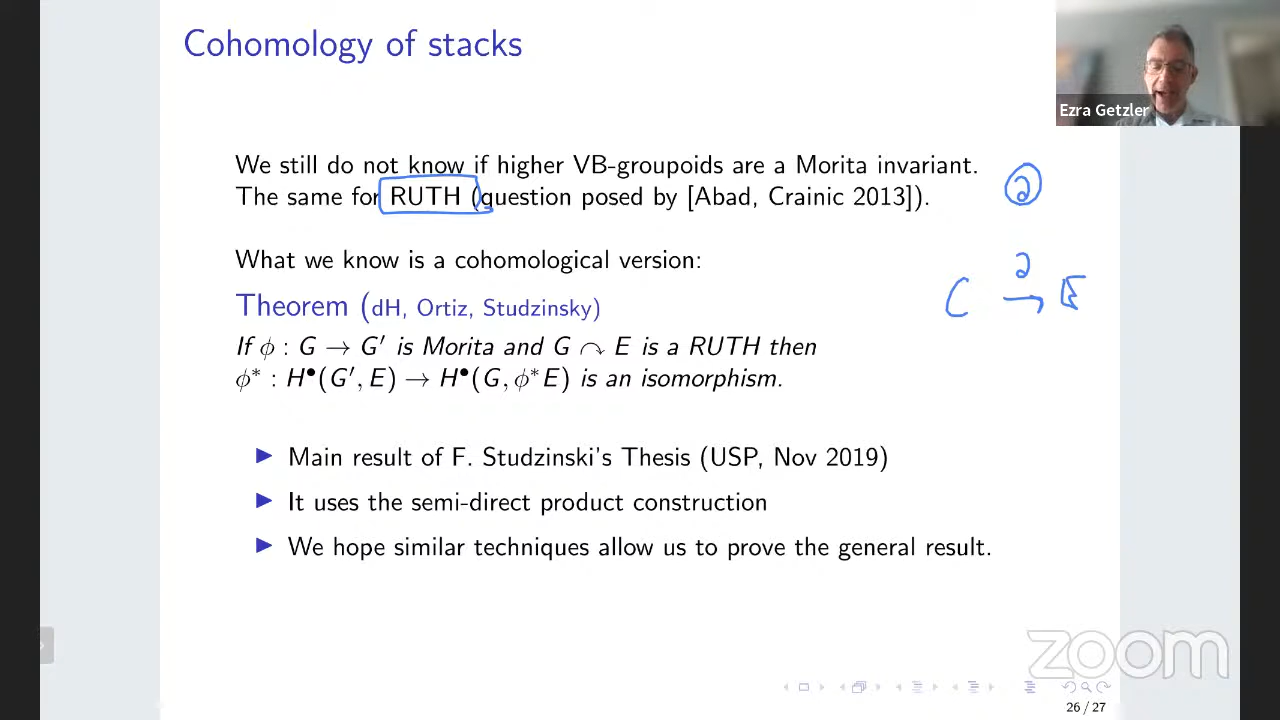 Cohomology of stacks
Ezra Getzler
We still do not know if higher VB-groupoids are a Morita invariant.
The same for RUTH (question posed by [Abad, Crainic 2013]).
2
What we know is a cohomological version:
Theorem (dH, Ortiz, Studzinsky)
C → E
2
If ϕ : G → G′ is Morita and G ↷ E is a RUTH then
ϕ* : H•(G′, E) → H•(G, ϕ*E) is an isomorphism.
▶ Main result of F. Studzinski's Thesis (USP, Nov 2019)
▶ It uses the semi-direct product construction
▶ We hope similar techniques allow us to prove the general result.
zoom
26 / 27